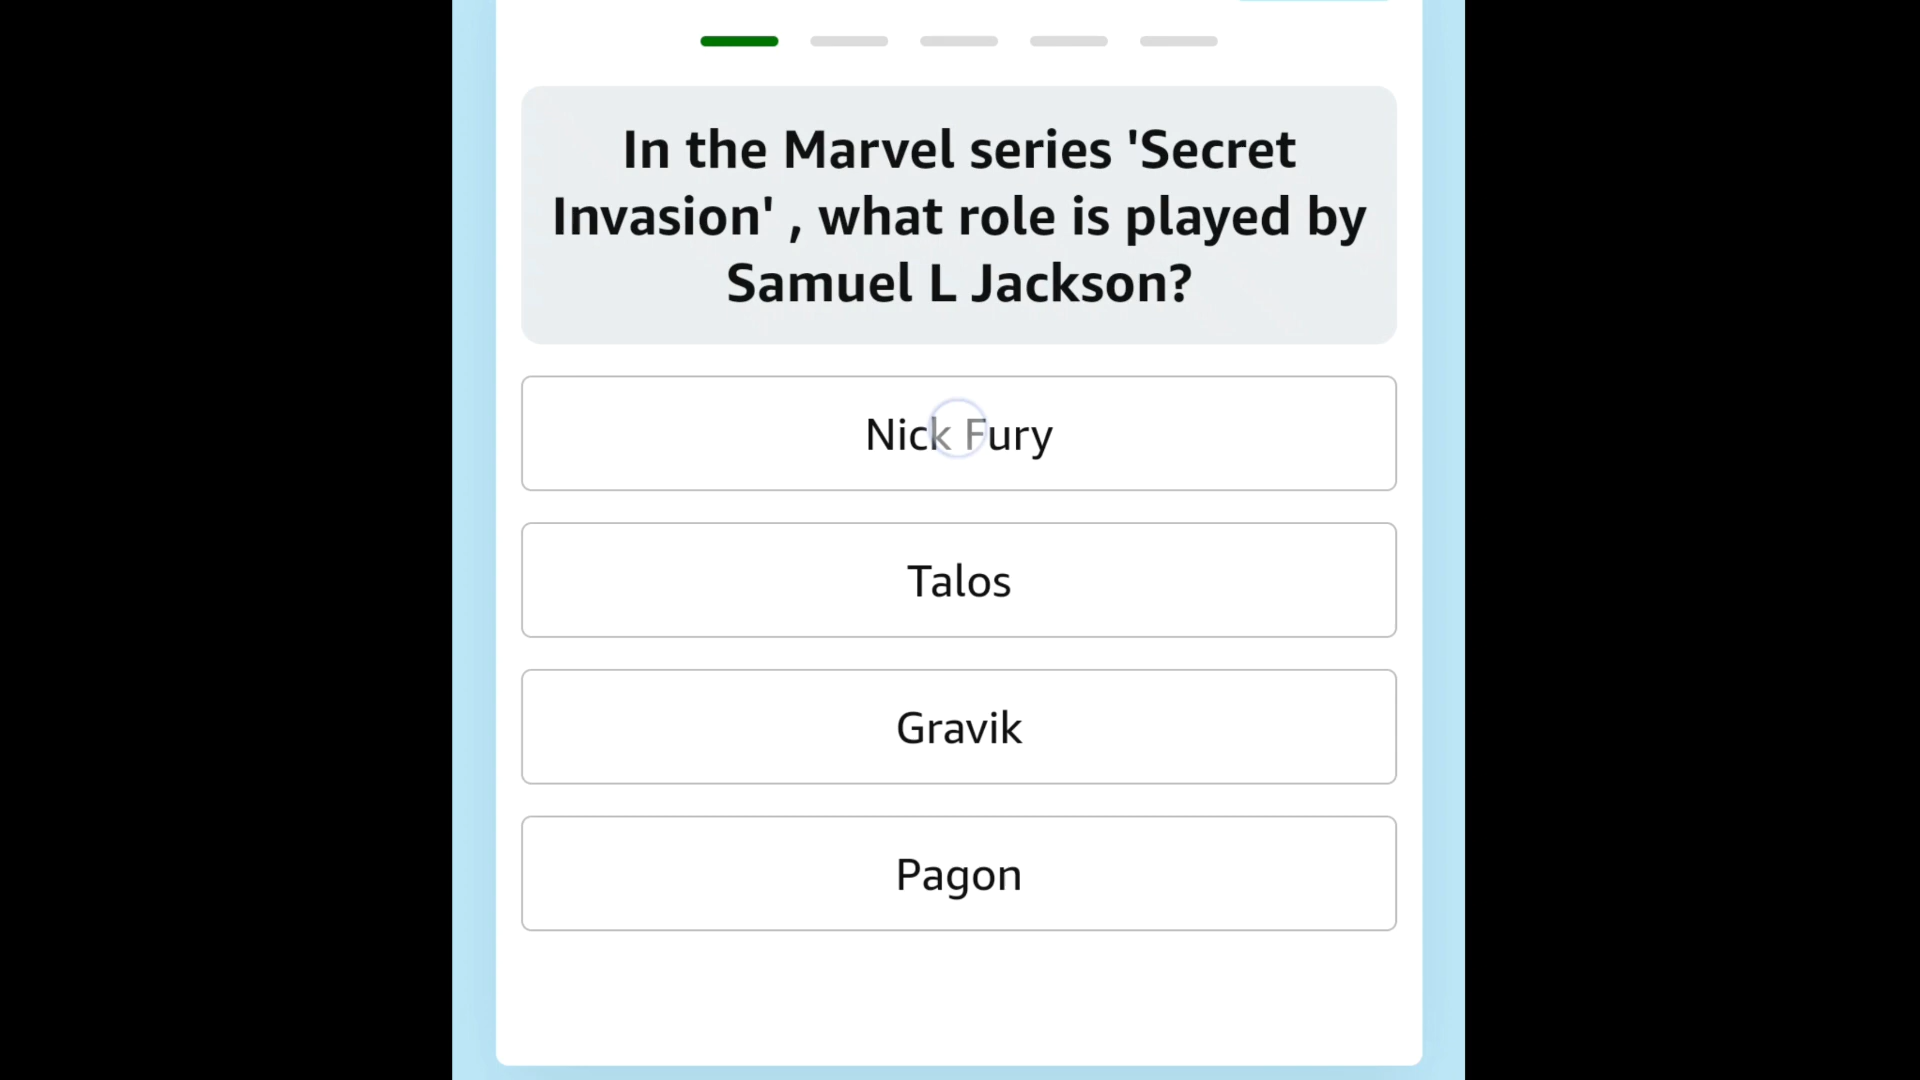 In the Marvel series 'Secret
Invasion' , what role is played by
Samuel L Jackson?
Nick Fury
Talos
Gravik
Pagon